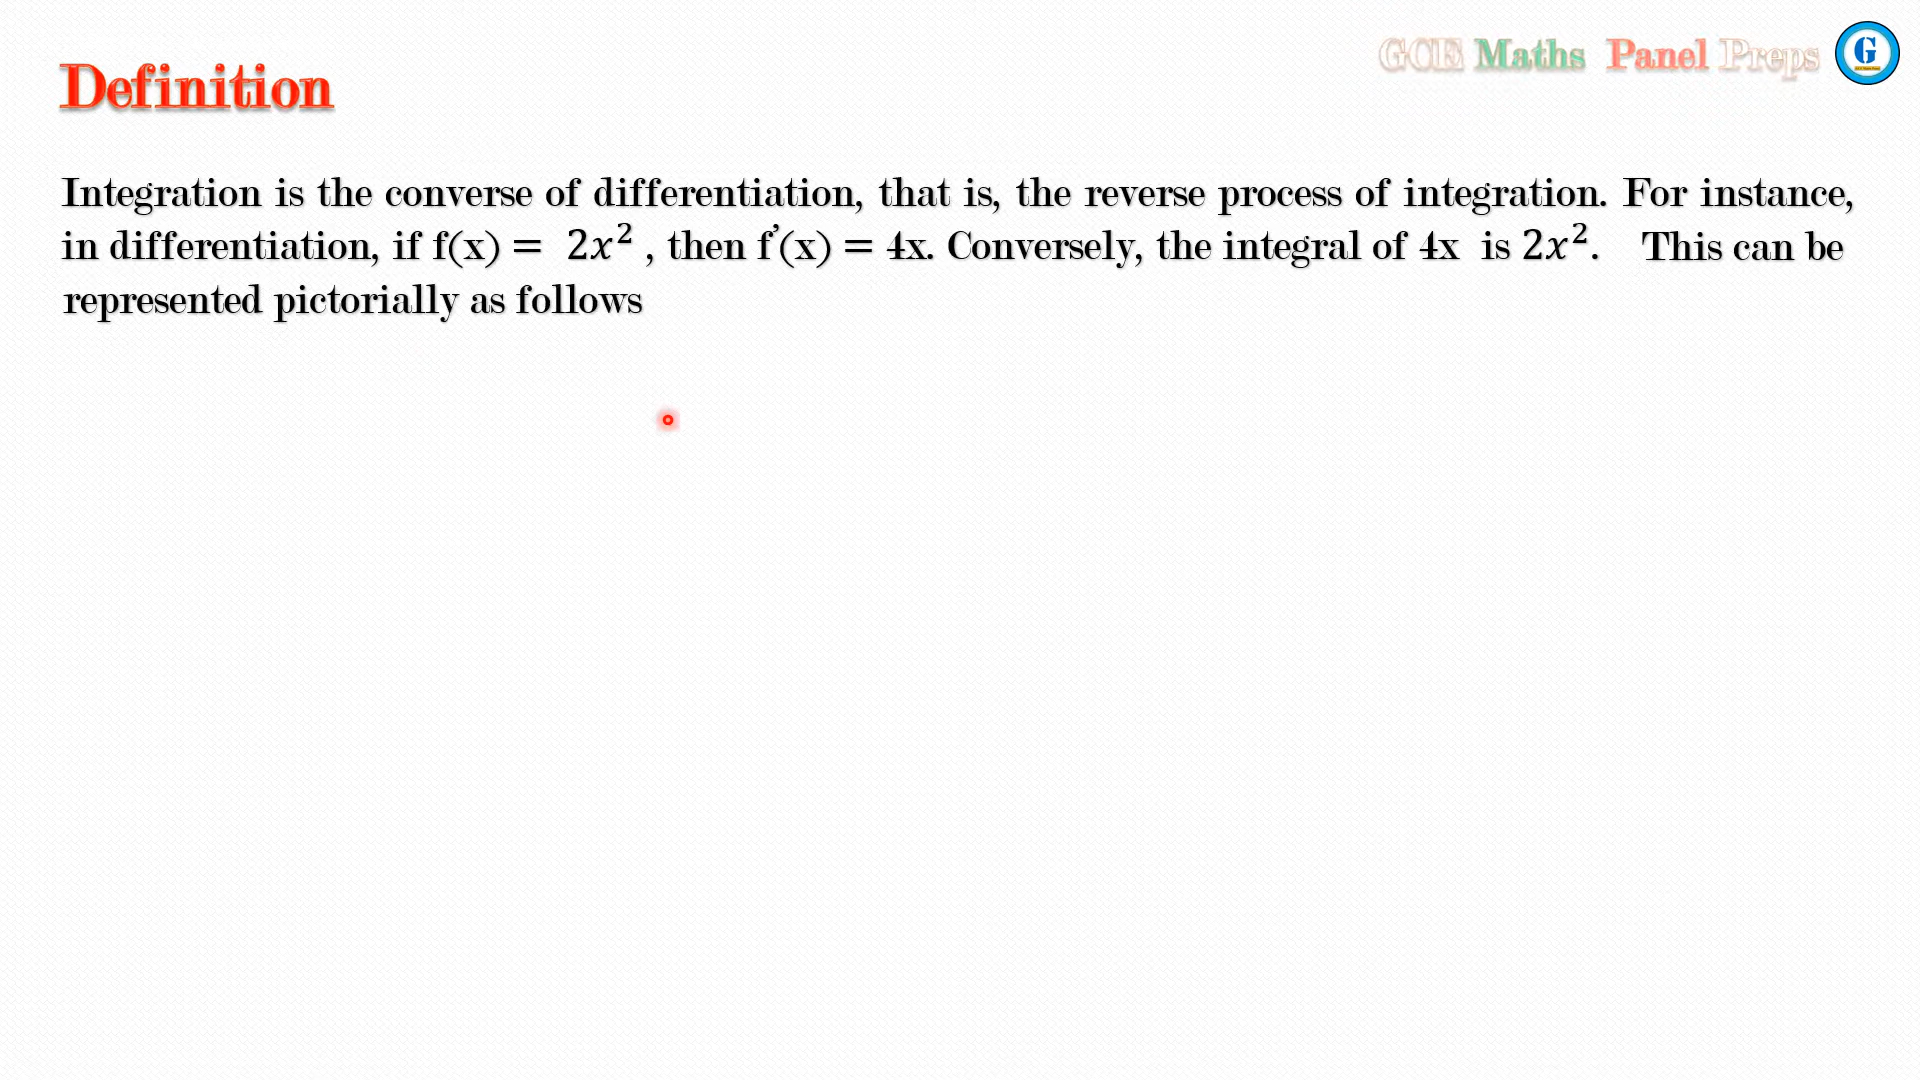 GCE Maths Panel Preps G
Definition
Integration is the converse of differentiation, that is, the reverse process of integration. For instance,
in differentiation, if f(x) = 2x² , then f’(x) = 4x. Conversely, the integral of 4x is 2x². This can be
represented pictorially as follows